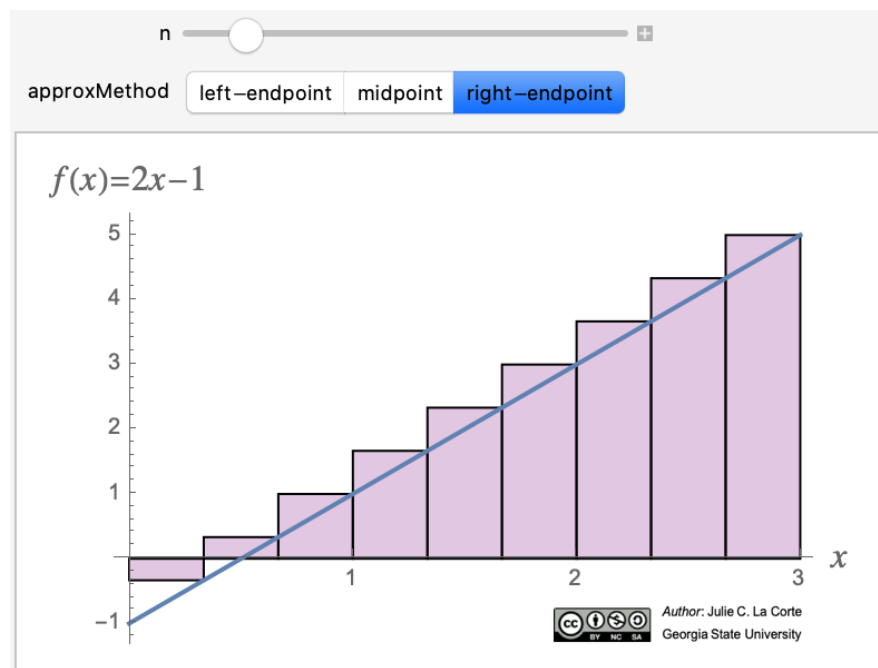 n
approxMethod left–endpoint midpoint right–endpoint
f(x)=2x−1
5
4
3
2
1
−1
1 2 3 x
cc BY NC SA
Author: Julie C. La Corte
Georgia State University